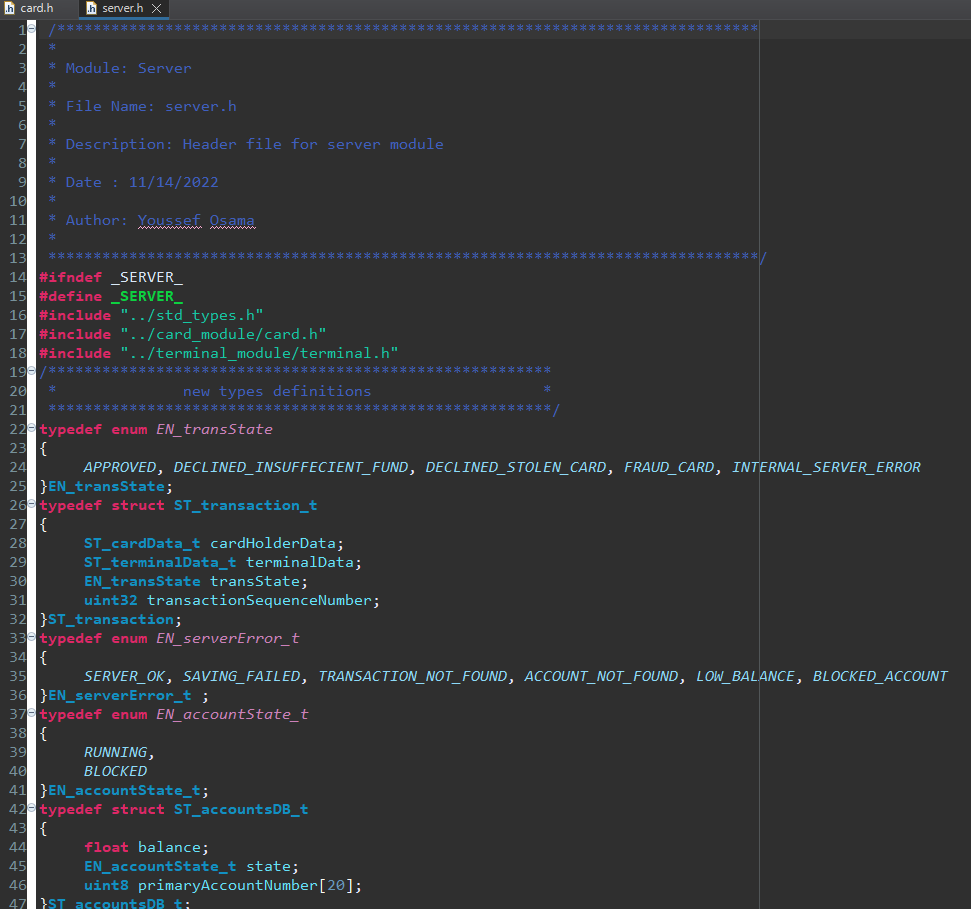 card.h server.h
1 /******************************************************************************
2 *
3 * Module: Server
4 *
5 * File Name: server.h
6 *
7 * Description: Header file for server module
8 *
9 * Date : 11/14/2022
10 *
11 * Author: Youssef Osama
12 *
13 *******************************************************************************/
14 #ifndef _SERVER_
15 #define _SERVER_
16 #include "../std_types.h"
17 #include "../card_module/card.h"
18 #include "../terminal_module/terminal.h"
19 /********************************************************
20 * new types definitions *
21 ********************************************************/
22 typedef enum EN_transState
23 {
24 APPROVED, DECLINED_INSUFFECIENT_FUND, DECLINED_STOLEN_CARD, FRAUD_CARD, INTERNAL_SERVER_ERROR
25 }EN_transState;
26 typedef struct ST_transaction_t
27 {
28 ST_cardData_t cardHolderData;
29 ST_terminalData_t terminalData;
30 EN_transState transState;
31 uint32 transactionSequenceNumber;
32 }ST_transaction;
33 typedef enum EN_serverError_t
34 {
35 SERVER_OK, SAVING_FAILED, TRANSACTION_NOT_FOUND, ACCOUNT_NOT_FOUND, LOW_BALANCE, BLOCKED_ACCOUNT
36 }EN_serverError_t ;
37 typedef enum EN_accountState_t
38 {
39 RUNNING,
40 BLOCKED
41 }EN_accountState_t;
42 typedef struct ST_accountsDB_t
43 {
44 float balance;
45 EN_accountState_t state;
46 uint8 primaryAccountNumber[20];
47 }ST_accountsDB_t;